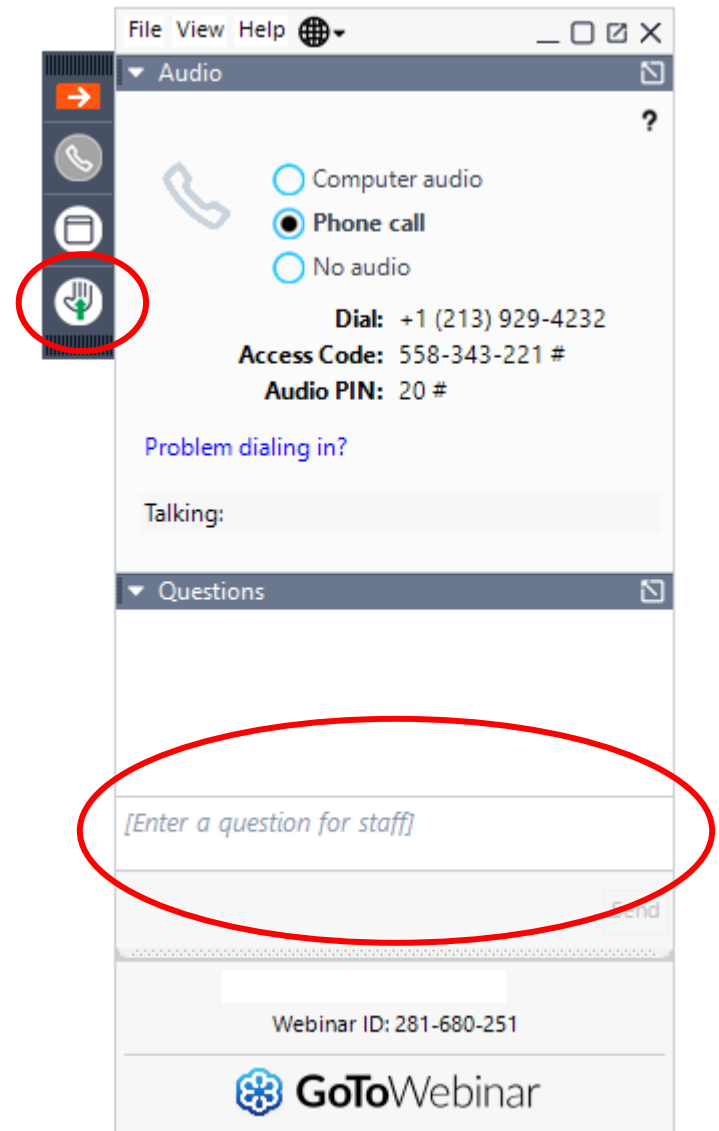 File View Help
Audio
?
Computer audio
Phone call
No audio
Dial: +1 (213) 929-4232
Access Code: 558-343-221 #
Audio PIN: 20 #
Problem dialing in?
Talking:
Questions
[Enter a question for staff]
Send
Webinar ID: 281-680-251
GoToWebinar